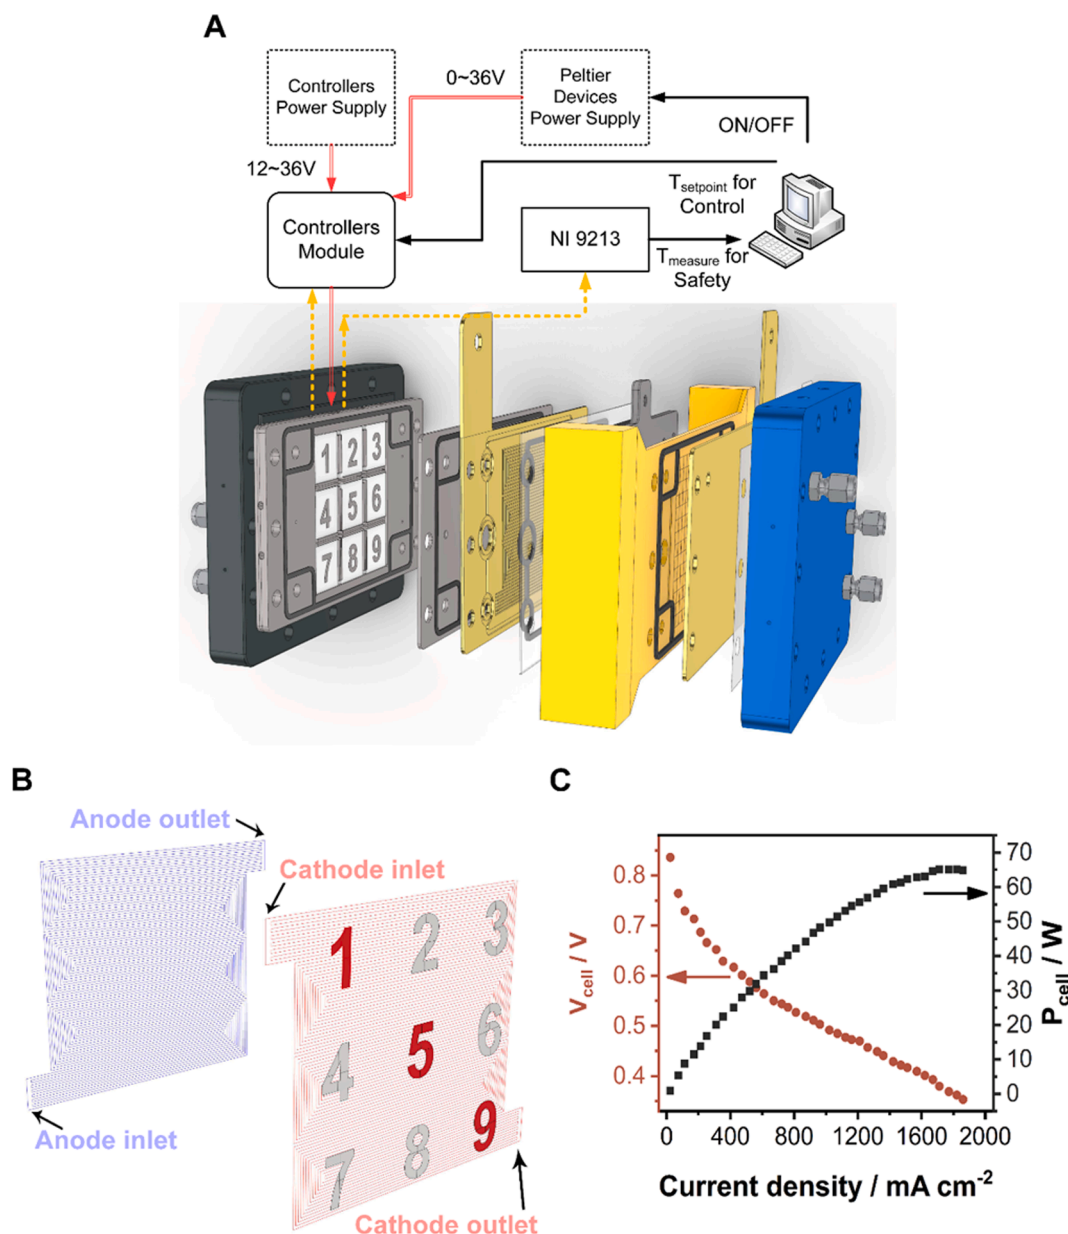 A
Controllers
Power Supply
0~36V
Peltier
Devices
Power Supply
ON/OFF
12~36V
Controllers
Module
NI 9213
Tsetpoint for
Control
Tmeasure for
Safety
1 2 3
4 5 6
7 8 9
B
Anode outlet
Cathode inlet
1 2 3
4 5 6
7 8 9
Anode inlet
Cathode outlet
C
Vcell / V
0.8
0.7
0.6
0.5
0.4
70
65
50
40
30
20
10
0
Pcell / W
0 400 800 1200 1600 2000
Current density / mA cm-2